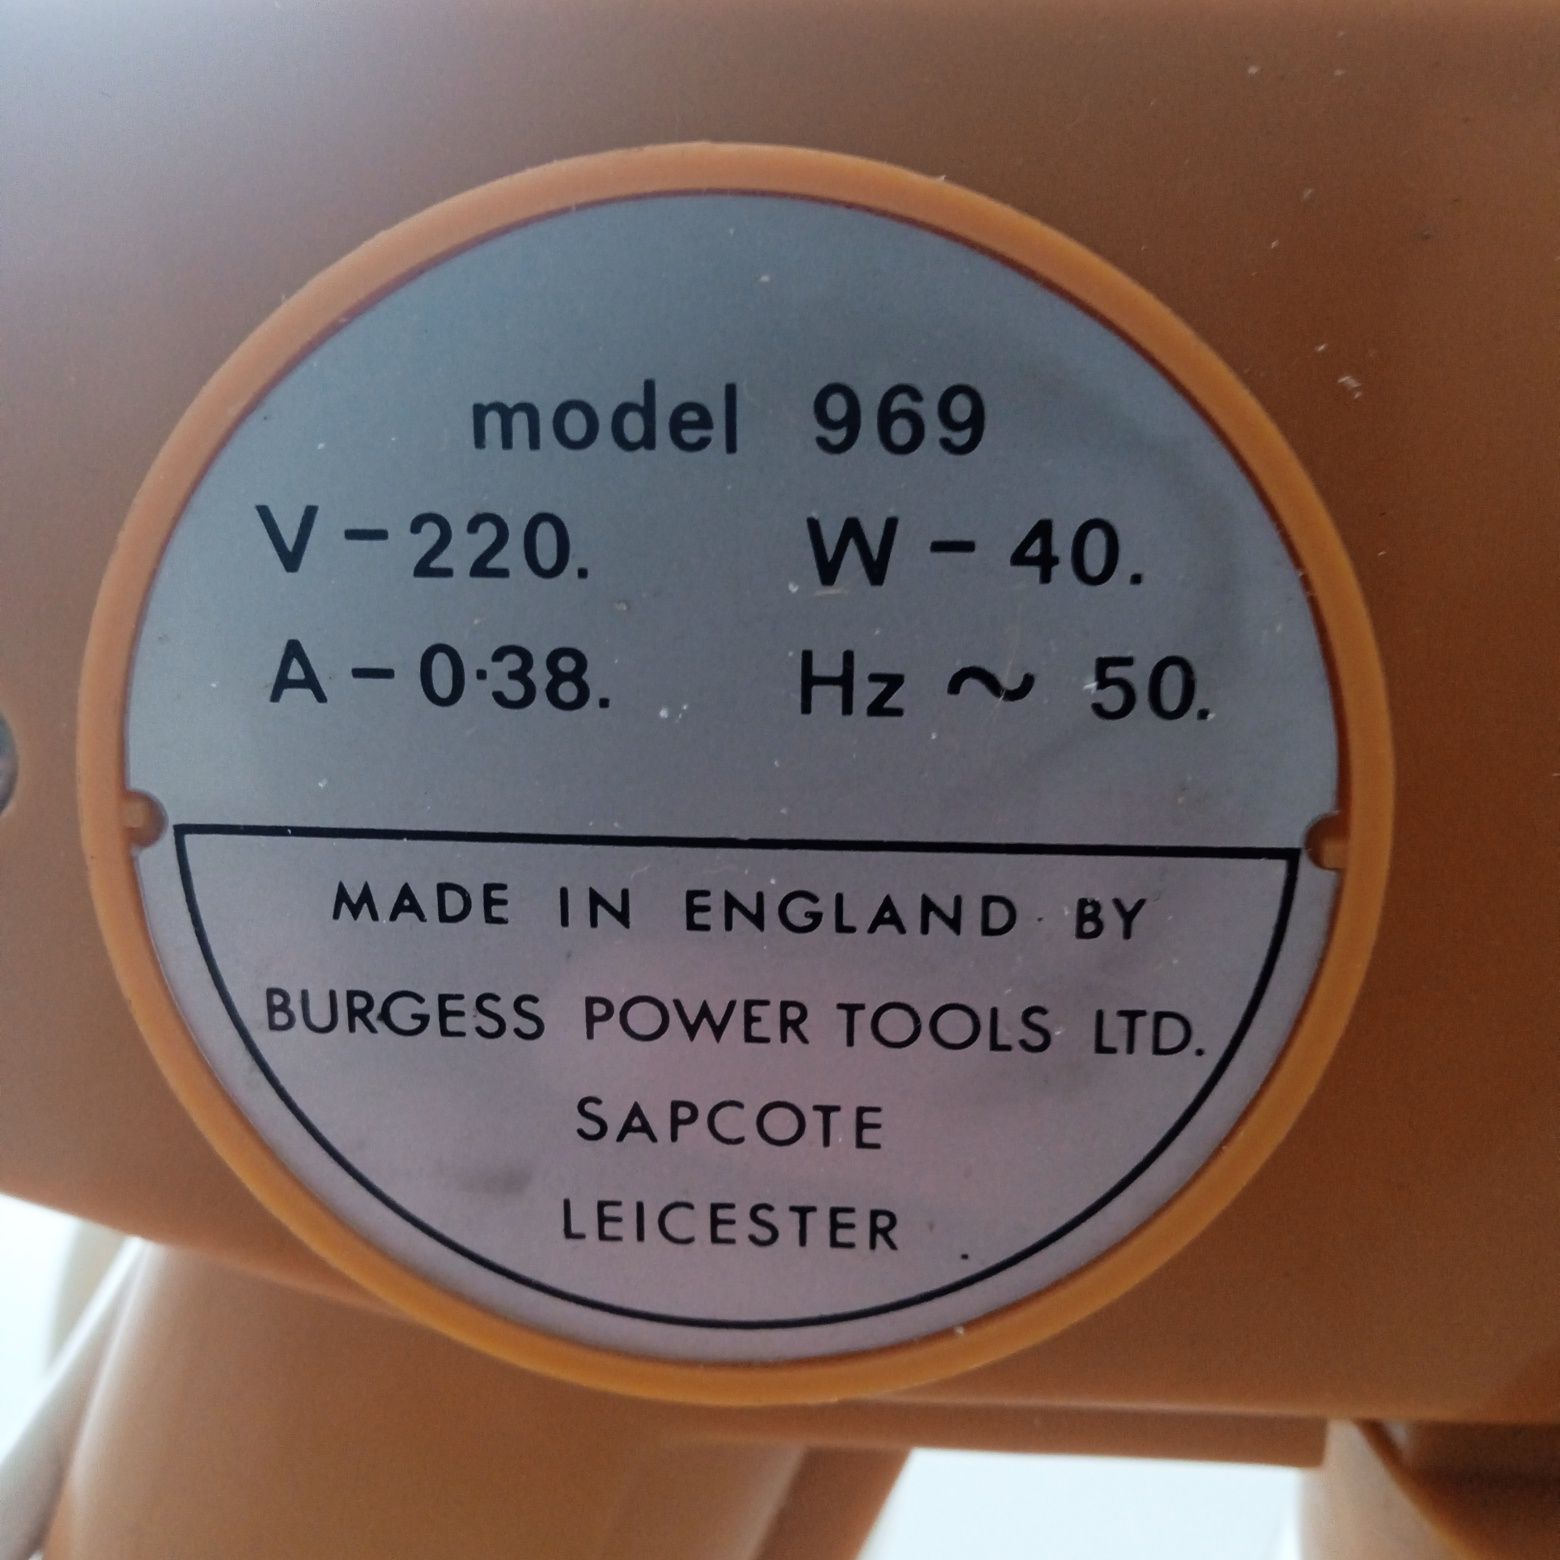 model 969
V - 220. W - 40.
A - 0·38. Hz ~ 50.
MADE IN ENGLAND BY
BURGESS POWER TOOLS LTD.
SAPCOTE
LEICESTER